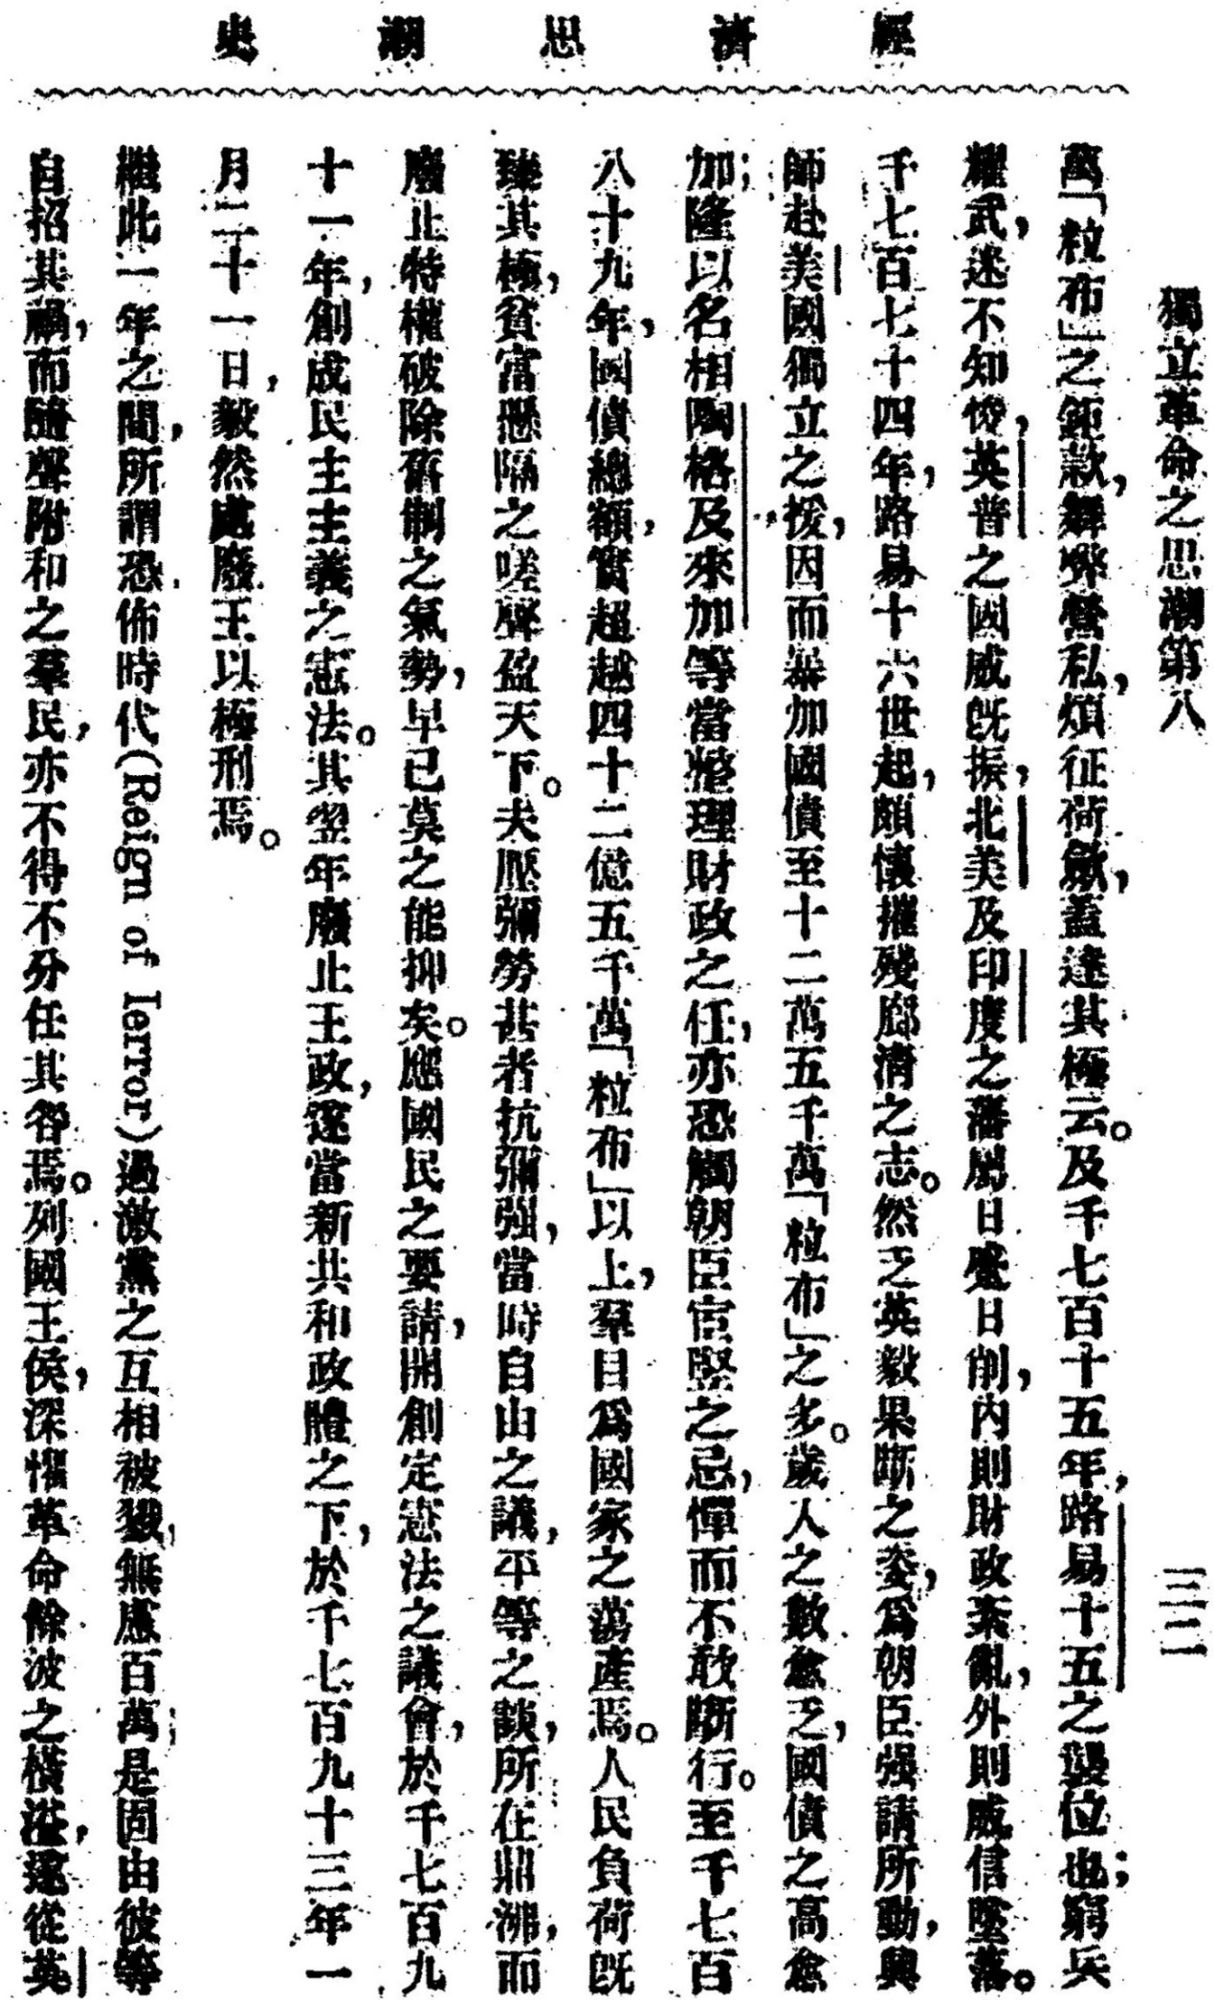 經濟思潮史
獨立革命之思潮第八　三二
萬「粒布」之鉅款，舞弊營私，煩征荷斂，蓋達其極云。及千七百十五年，路易十五之襲位也；窮兵
耀武，迷不知悛，英普之國威旣振，北美及印度之藩屬日蹙日削，內則財政紊亂，外則威信墜落。
千七百七十四年，路易十六世起，頗懷摧殘廓清之志。然乏英毅果斷之姿，爲朝臣强請所動，興
師赴美國獨立之援，因而暴加國債至十二萬五千萬「粒布」之多。歲人之數愈乏，國債之高愈
加；隆以名相陶格及來加等當整理財政之任，亦恐觸朝臣宦竪之忌，憚而不敢斷行。至千七百
八十九年，國債總額，實超越四十二億五千萬「粒布」以上，羣目爲國家之蕩產焉。人民負荷旣
臻其極，貧富懸隔之嗟聲盈天下。夫壓彌勞甚者抗彌强，當時自由之議，平等之談，所在鼎沸，而
廢止特權破除舊制之氣勢，早已莫之能抑矣。應國民之要請，開創定憲法之議會，於千七百九
十一年，創成民主主義之憲法。其翌年廢止王政，遂當新共和政體之下，於千七百九十三年一
月二十一日，毅然處廢王以極刑焉。
繼此一年之間，所謂恐佈時代(Reign of Terror)過激黨之互相被戮，無慮百萬；是固由彼等
自招其禍，而隨聲附和之羣民，亦不得不分任其咎焉。列國王侯，深懼革命餘波之橫溢，遂從英